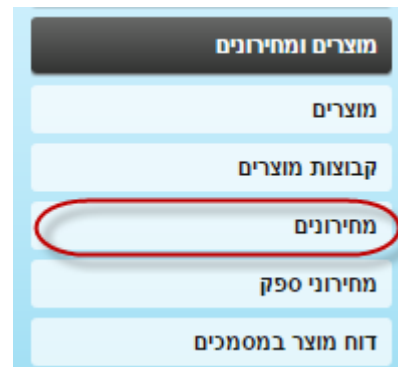 מוצרים ומחירונים
מוצרים
קבוצות מוצרים
מחירונים
מחירוני ספק
דוח מוצר במסמכים